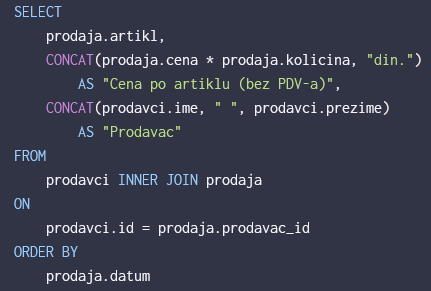 SELECT
    prodaja.artikl,
    CONCAT(prodaja.cena * prodaja.kolicina, "din.")
        AS "Cena po artiklu (bez PDV-a)",
    CONCAT(prodavci.ime, " ", prodavci.prezime)
        AS "Prodavac"
FROM
    prodavci INNER JOIN prodaja
ON
    prodavci.id = prodaja.prodavac_id
ORDER BY
    prodaja.datum